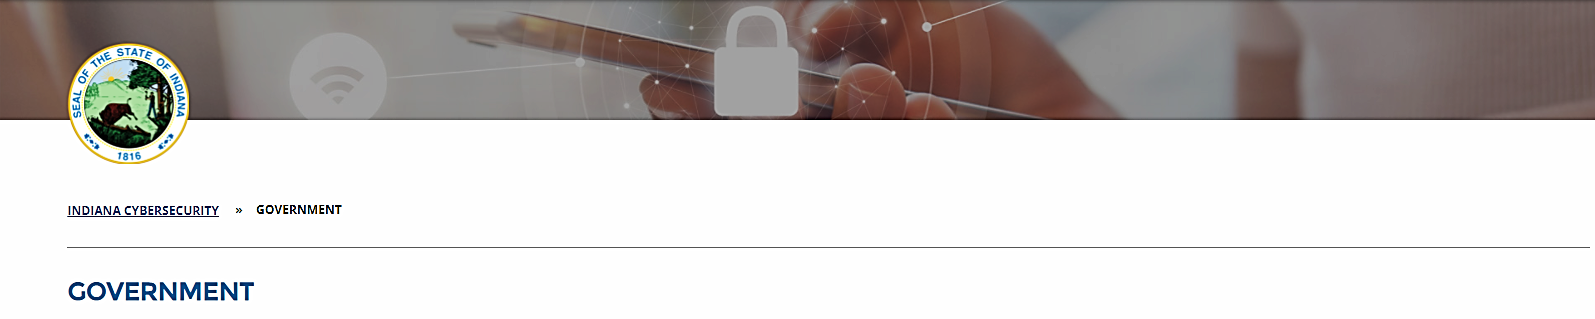 SEAL OF THE STATE OF INDIANA
1816
INDIANA CYBERSECURITY » GOVERNMENT
GOVERNMENT